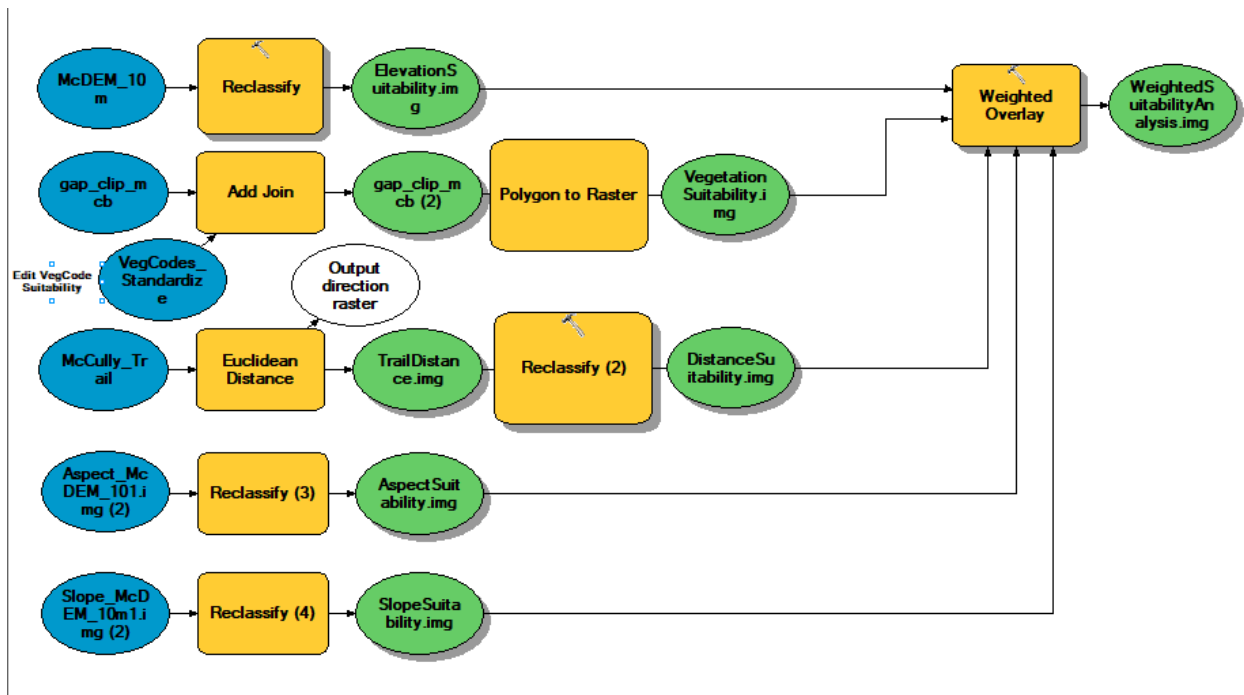 McDEM_10
m
Reclassify
ElevationS
uitability.im
g
Weighted
Overlay
WeightedS
uitabilityAn
alysis.img
gap_clip_m
cb
Add Join
gap_clip_m
cb (2)
Polygon to Raster
Vegetation
Suitability.i
mg
Edit VegCode
Suitability
VegCodes_
Standardiz
e
Output
direction
raster
McCully_Tr
ail
Euclidean
Distance
TrailDistan
ce.img
Reclassify (2)
DistanceSu
itability.img
Aspect_Mc
DEM_101.i
mg (2)
Reclassify (3)
AspectSuit
ability.img
Slope_McD
EM_10m1.i
mg (2)
Reclassify (4)
SlopeSuita
bility.img